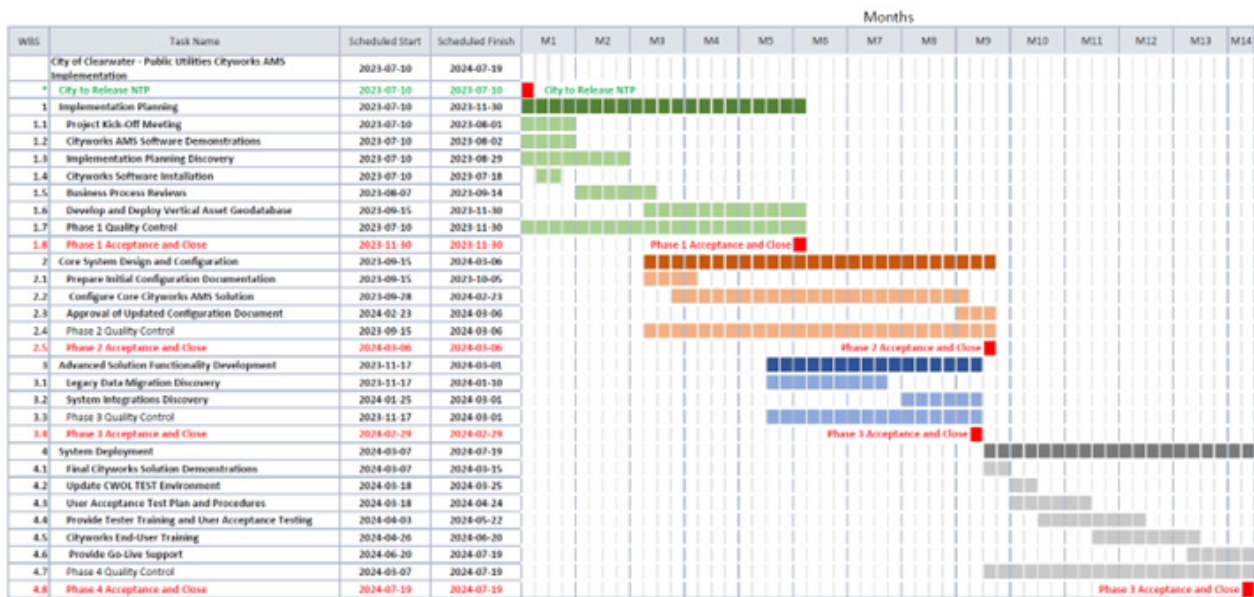 Months
WBS Task Name Scheduled Start Scheduled Finish M1 M2 M3 M4 M5 M6 M7 M8 M9 M10 M11 M12 M13 M14
City of Clearwater - Public Utilities Cityworks AMS
Implementation 2023-07-10 2024-07-19
* City to Release NTP 2023-07-10 2023-07-10 City to Release NTP
1 Implementation Planning 2023-07-10 2023-11-30
1.1 Project Kick-Off Meeting 2023-07-10 2023-08-01
1.2 Cityworks AMS Software Demonstrations 2023-07-10 2023-08-02
1.3 Implementation Planning Discovery 2023-07-10 2023-08-29
1.4 Cityworks Software Installation 2023-07-10 2023-07-18
1.5 Business Process Reviews 2023-08-07 2023-09-14
1.6 Develop and Deploy Vertical Asset Geodatabase 2023-09-15 2023-11-30
1.7 Phase 1 Quality Control 2023-07-10 2023-11-30
1.8 Phase 1 Acceptance and Close 2023-11-30 2023-11-30 Phase 1 Acceptance and Close
2 Core System Design and Configuration 2023-09-15 2024-03-06
2.1 Prepare Initial Configuration Documentation 2023-09-15 2023-10-05
2.2 Configure Core Cityworks AMS Solution 2023-09-28 2024-02-23
2.3 Approval of Updated Configuration Document 2024-02-23 2024-03-06
2.4 Phase 2 Quality Control 2023-09-15 2024-03-06
2.5 Phase 2 Acceptance and Close 2024-03-06 2024-03-06 Phase 2 Acceptance and Close
3 Advanced Solution Functionality Development 2023-11-17 2024-03-01
3.1 Legacy Data Migration Discovery 2023-11-17 2024-01-10
3.2 System Integrations Discovery 2024-01-25 2024-03-01
3.3 Phase 3 Quality Control 2023-11-17 2024-03-01
3.4 Phase 3 Acceptance and Close 2024-02-29 2024-02-29 Phase 3 Acceptance and Close
4 System Deployment 2024-03-07 2024-07-19
4.1 Final Cityworks Solution Demonstrations 2024-03-07 2024-03-15
4.2 Update CWOL TEST Environment 2024-03-18 2024-03-25
4.3 User Acceptance Test Plan and Procedures 2024-03-18 2024-04-24
4.4 Provide Tester Training and User Acceptance Testing 2024-04-03 2024-05-22
4.5 Cityworks End-User Training 2024-04-26 2024-06-20
4.6 Provide Go-Live Support 2024-06-20 2024-07-19
4.7 Phase 4 Quality Control 2024-03-07 2024-07-19
4.8 Phase 4 Acceptance and Close 2024-07-19 2024-07-19 Phase 3 Acceptance and Close